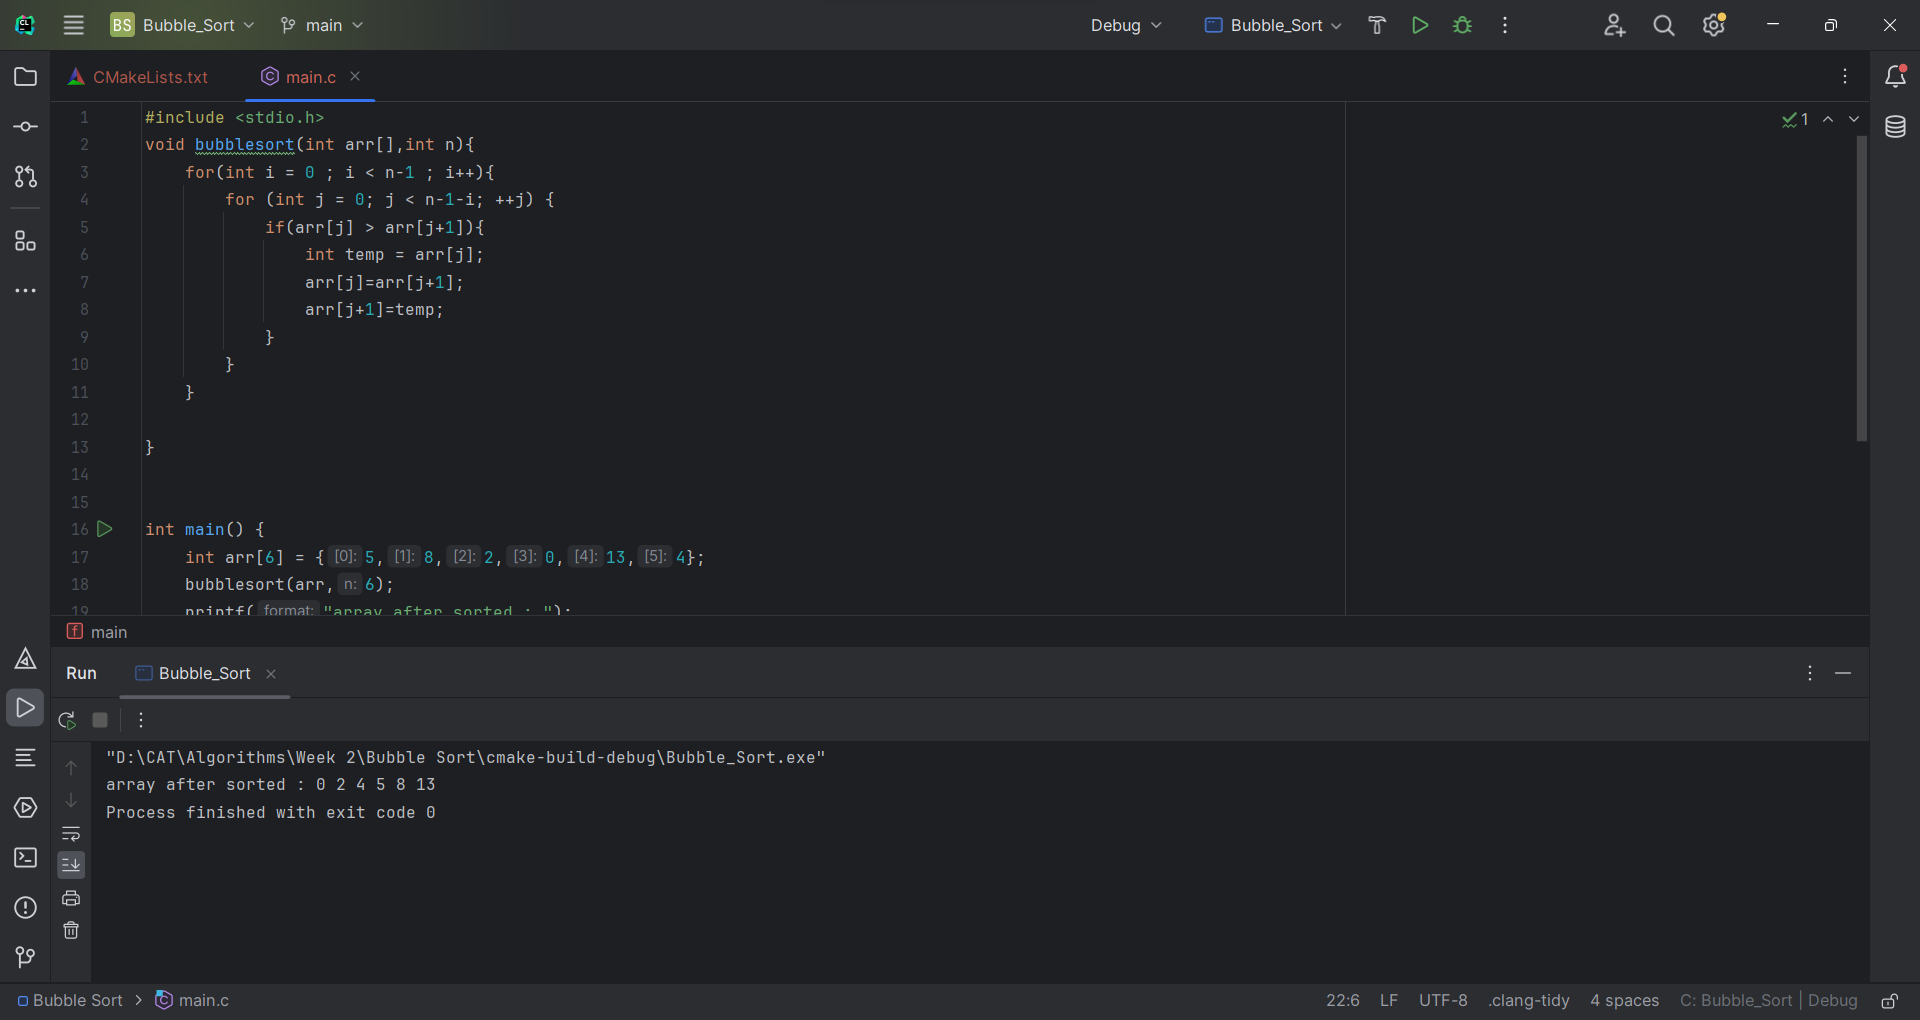 BS Bubble_Sort main Debug Bubble_Sort
CMakeLists.txt main.c
1 #include <stdio.h>
2 void bubblesort(int arr[],int n){
3 for(int i = 0 ; i < n-1 ; i++){
4 for (int j = 0; j < n-1-i; ++j) {
5 if(arr[j] > arr[j+1]){
6 int temp = arr[j];
7 arr[j]=arr[j+1];
8 arr[j+1]=temp;
9 }
10 }
11 }
12
13 }
14
15
16 int main() {
17 int arr[6] = { [0]: 5, [1]: 8, [2]: 2, [3]: 0, [4]: 13, [5]: 4};
18 bubblesort(arr, n: 6);
19 printf( format: "array after sorted : ");
1
main
Run Bubble_Sort
"D:\CAT\Algorithms\Week 2\Bubble Sort\cmake-build-debug\Bubble_Sort.exe"
array after sorted : 0 2 4 5 8 13
Process finished with exit code 0
Bubble Sort > main.c 22:6 LF UTF-8 .clang-tidy 4 spaces C: Bubble_Sort | Debug